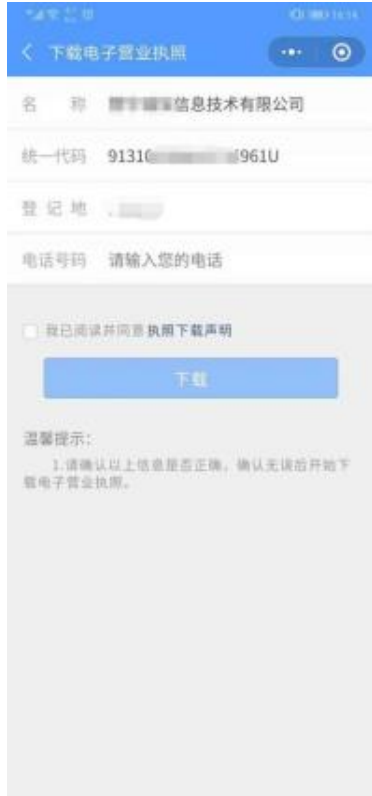 下载电子营业执照
名 称 信息技术有限公司
统一代码 9131 961U
登记地
电话号码 请输入您的电话
我已阅读并同意执照下载声明
下载
温馨提示：
1.请确认以上信息是否正确，确认无误后开始下
载电子营业执照。